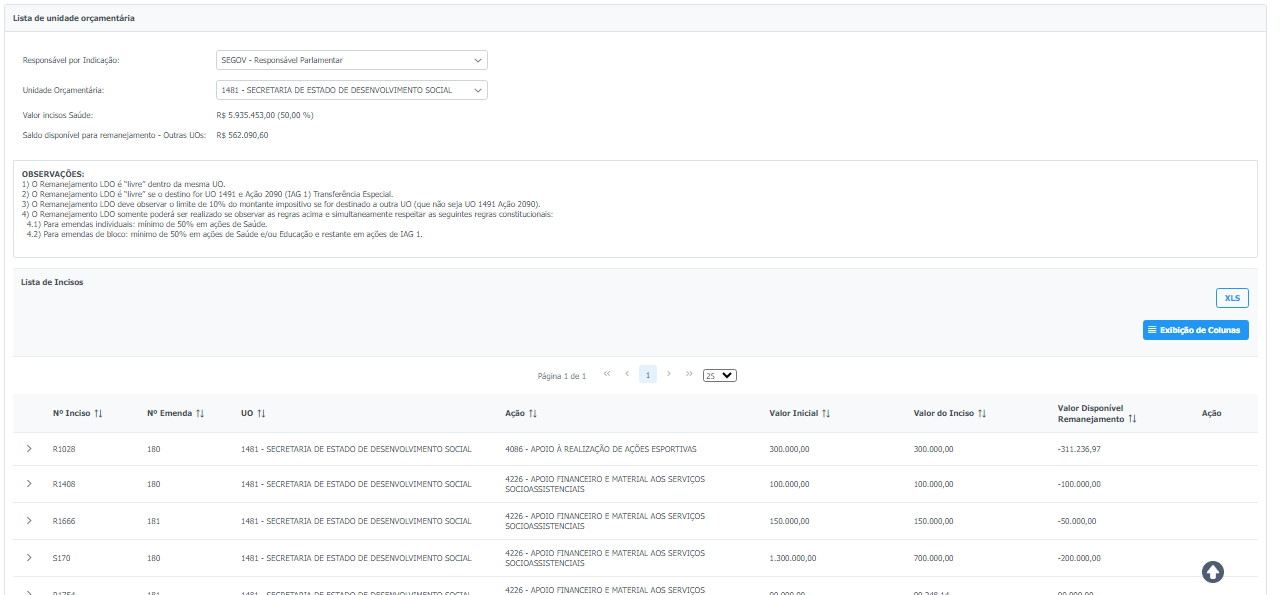 Lista de unidade orçamentária
Responsável por Indicação: SEGOV - Responsável Parlamentar
Unidade Orçamentária: 1481 - SECRETARIA DE ESTADO DE DESENVOLVIMENTO SOCIAL
Valor incisos Saúde: R$ 5.935.453,00 (50,00 %)
Saldo disponível para remanejamento - Outras UOs: R$ 562.090,60
OBSERVAÇÕES:
1) O Remanejamento LDO é "livre" dentro da mesma UO.
2) O Remanejamento LDO é "livre" se o destino for UO 1491 e Ação 2090 (IAG 1) Transferência Especial.
3) O Remanejamento LDO deve observar o limite de 10% do montante impositivo se for destinado a outra UO (que não seja UO 1491 Ação 2090).
4) O Remanejamento LDO somente poderá ser realizado se observar as regras acima e simultaneamente respeitar as seguintes regras constitucionais:
4.1) Para emendas individuais: mínimo de 50% em ações de Saúde.
4.2) Para emendas de bloco: mínimo de 50% em ações de Saúde e/ou Educação e restante em ações de IAG 1.
Lista de Incisos
XLS
Exibição de Colunas
Página 1 de 1 « ‹ 1 › » 25
Nº Inciso Nº Emenda UO Ação Valor Inicial Valor do Inciso Valor Disponível Remanejamento Ação
R1028 180 1481 - SECRETARIA DE ESTADO DE DESENVOLVIMENTO SOCIAL 4086 - APOIO À REALIZAÇÃO DE AÇÕES ESPORTIVAS 300.000,00 300.000,00 -311.236,97
R1408 180 1481 - SECRETARIA DE ESTADO DE DESENVOLVIMENTO SOCIAL 4226 - APOIO FINANCEIRO E MATERIAL AOS SERVIÇOS SOCIOASSISTENCIAIS 100.000,00 100.000,00 -100.000,00
R1666 181 1481 - SECRETARIA DE ESTADO DE DESENVOLVIMENTO SOCIAL 4226 - APOIO FINANCEIRO E MATERIAL AOS SERVIÇOS SOCIOASSISTENCIAIS 150.000,00 150.000,00 -50.000,00
S170 180 1481 - SECRETARIA DE ESTADO DE DESENVOLVIMENTO SOCIAL 4226 - APOIO FINANCEIRO E MATERIAL AOS SERVIÇOS SOCIOASSISTENCIAIS 1.300.000,00 700.000,00 -200.000,00
181 1481 - SECRETARIA DE ESTADO DE DESENVOLVIMENTO SOCIAL 4226 - APOIO FINANCEIRO E MATERIAL AOS SERVIÇOS